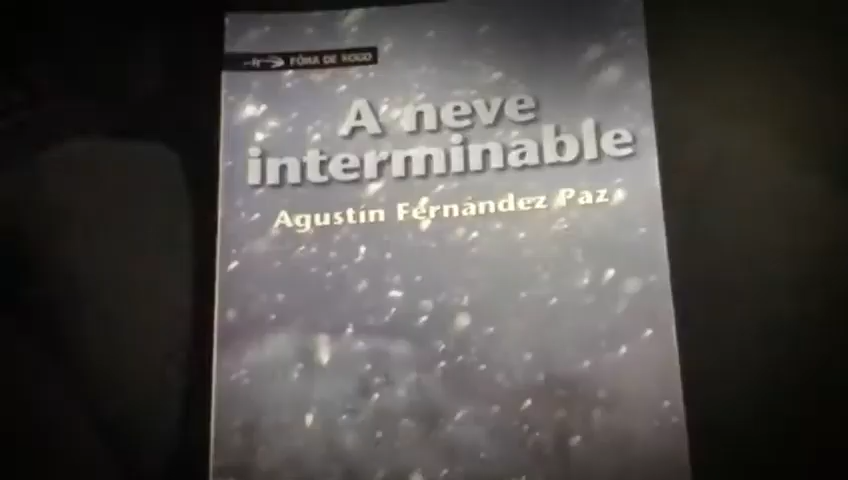 FÓRA DE XOGO
A neve
interminable
Agustín Fernández Paz